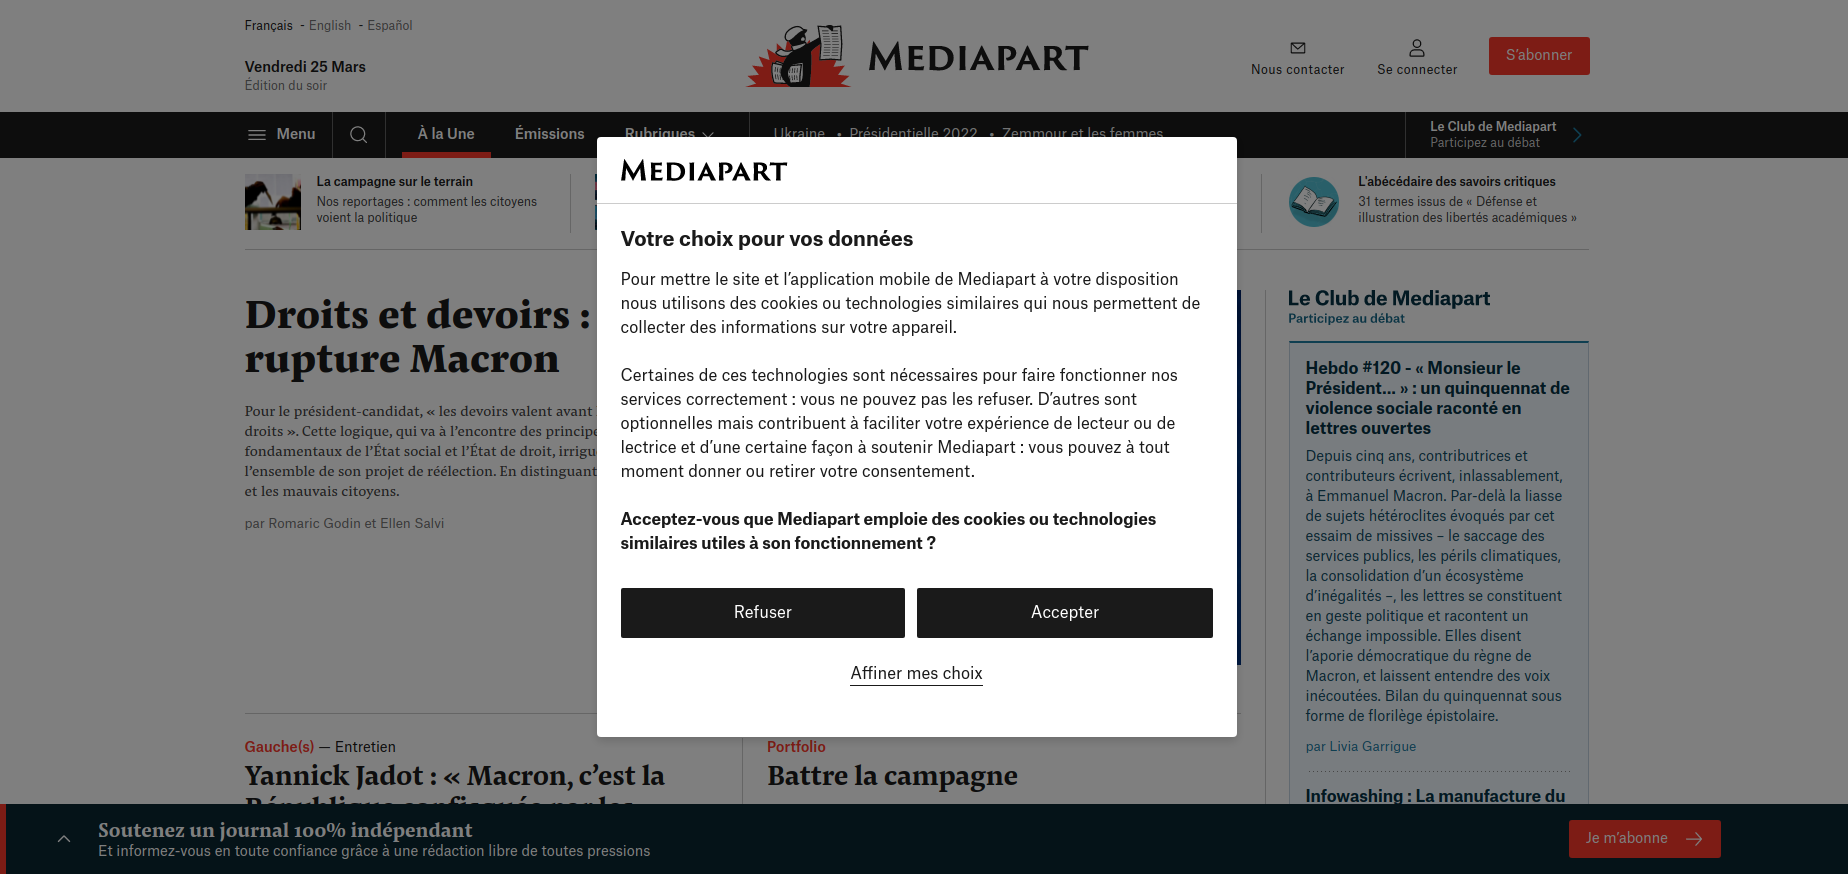 Français - English - Español
Vendredi 25 Mars
Édition du soir
MEDIAPART
Nous contacter
Se connecter
S'abonner
Menu
À la Une
Émissions
Rubriques
Ukraine • Présidentielle 2022 • Zemmour et les femmes
Le Club de Mediapart
Participez au débat
La campagne sur le terrain
Nos reportages : comment les citoyens
voient la politique
L'abécédaire des savoirs critiques
31 termes issus de « Défense et
illustration des libertés académiques »
MEDIAPART
Votre choix pour vos données
Pour mettre le site et l’application mobile de Mediapart à votre disposition
nous utilisons des cookies ou technologies similaires qui nous permettent de
collecter des informations sur votre appareil.
Certaines de ces technologies sont nécessaires pour faire fonctionner nos
services correctement : vous ne pouvez pas les refuser. D’autres sont
optionnelles mais contribuent à faciliter votre expérience de lecteur ou de
lectrice et d’une certaine façon à soutenir Mediapart : vous pouvez à tout
moment donner ou retirer votre consentement.
Acceptez-vous que Mediapart emploie des cookies ou technologies
similaires utiles à son fonctionnement ?
Refuser
Accepter
Affiner mes choix
Droits et devoirs :
rupture Macron
Pour le président-candidat, « les devoirs valent avant
droits ». Cette logique, qui va à l’encontre des
fondamentaux de l’État social et l’État de droit,
l’ensemble de son projet de réélection. En distinguant
et les mauvais citoyens.
par Romaric Godin et Ellen Salvi
Le Club de Mediapart
Participez au débat
Hebdo #120 - « Monsieur le
Président... » : un quinquennat de
violence sociale raconté en
lettres ouvertes
Depuis cinq ans, contributrices et
contributeurs écrivent, inlassablement,
à Emmanuel Macron. Par-delà la liasse
de sujets hétéroclites évoqués par cet
essaim de missives – le saccage des
services publics, les périls climatiques,
la consolidation d’un écosystème
d’inégalités –, les lettres se constituent
en geste politique et racontent un
échange impossible. Elles disent
l’aporie démocratique du règne de
Macron, et laissent entendre des voix
inécoutées. Bilan du quinquennat sous
forme de florilège épistolaire.
par Livia Garrigue
Infowashing : La manufacture du
Gauche(s) — Entretien
Yannick Jadot : « Macron, c’est la
République confisquée par les
Portfolio
Battre la campagne
Soutenez un journal 100% indépendant
Et informez-vous en toute confiance grâce à une rédaction libre de toutes pressions
Je m’abonne